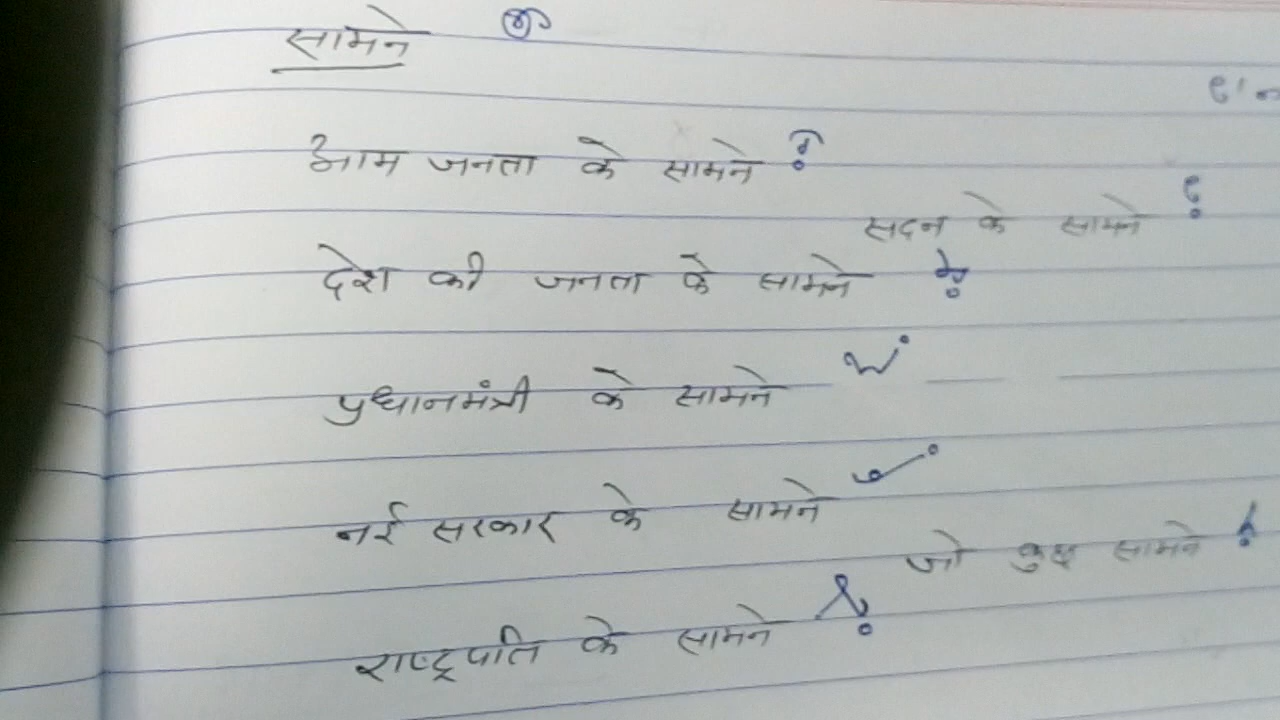 सामने
आम जनता के सामने
सदन के सामने
देश की जनता के सामने
प्रधानमंत्री के सामने
नई सरकार के सामने
जो कुछ सामने
राष्ट्रपति के सामने